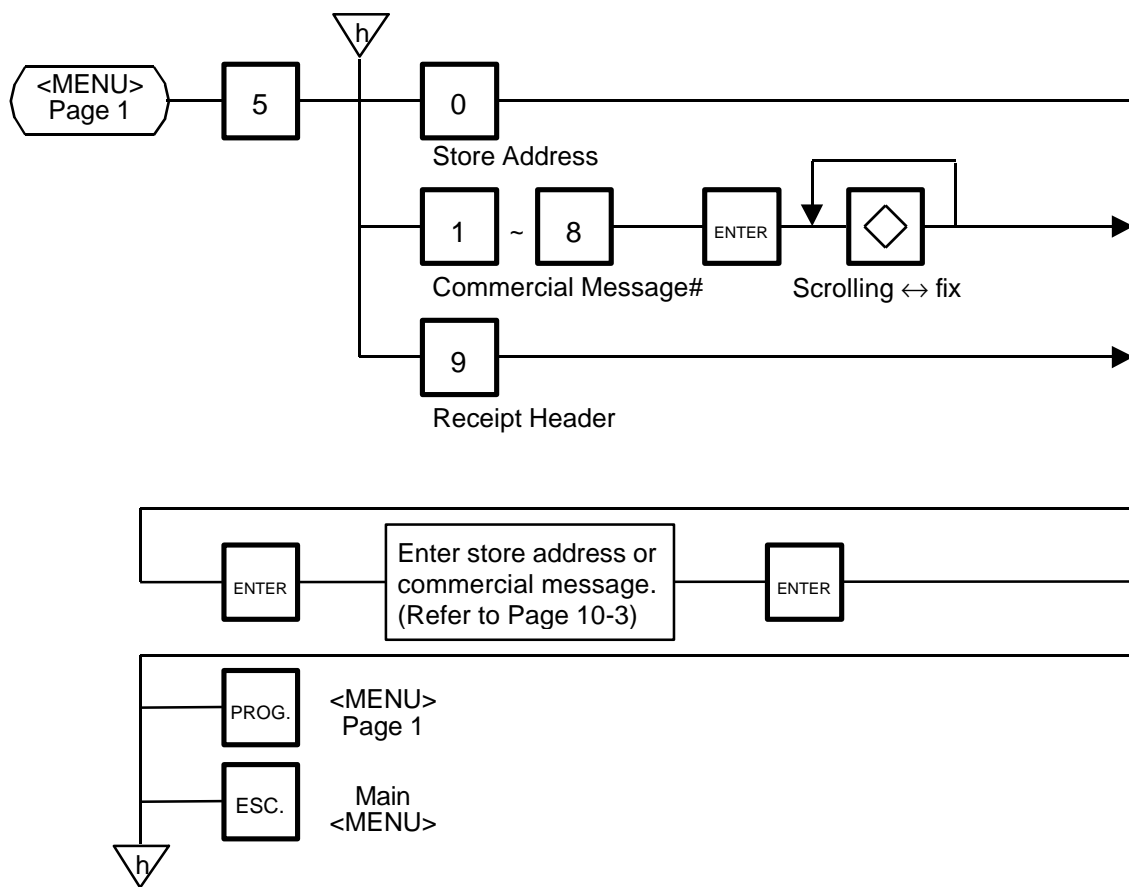 h
<MENU>
Page 1
5
0
Store Address
1 ~ 8
ENTER
◇
Commercial Message#
Scrolling ↔ fix
9
Receipt Header
ENTER
Enter store address or
commercial message.
(Refer to Page 10-3)
ENTER
PROG.
<MENU>
Page 1
ESC.
Main
<MENU>
h